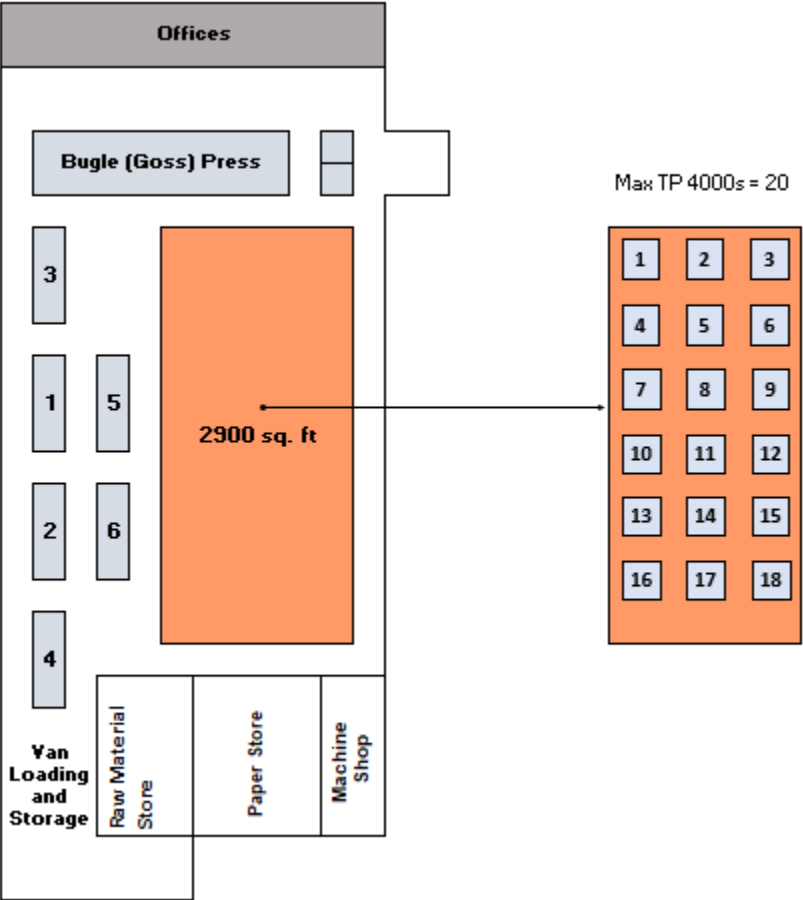 Offices
Bugle (Goss) Press
Max TP 4000s = 20
3
1
5
2900 sq. ft
2
6
4
Van
Loading
and
Storage
Raw Material
Store
Paper Store
Machine
Shop
1 2 3
4 5 6
7 8 9
10 11 12
13 14 15
16 17 18